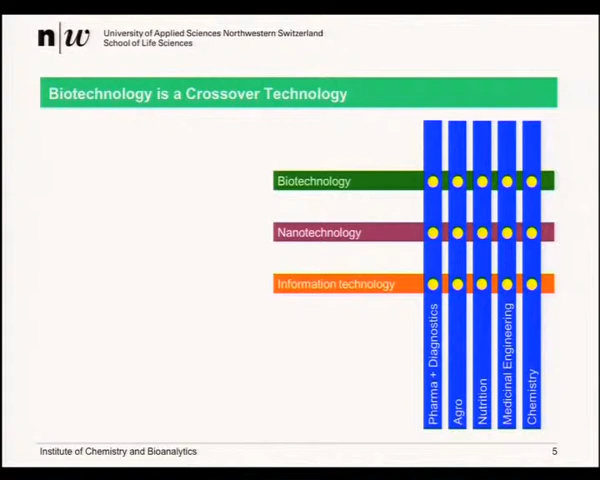 n w
University of Applied Sciences Northwestern Switzerland
School of Life Sciences
Biotechnology is a Crossover Technology
Biotechnology
Nanotechnology
Information technology
Pharma + Diagnostics
Agro
Nutrition
Medicinal Engineering
Chemistry
Institute of Chemistry and Bioanalytics
5